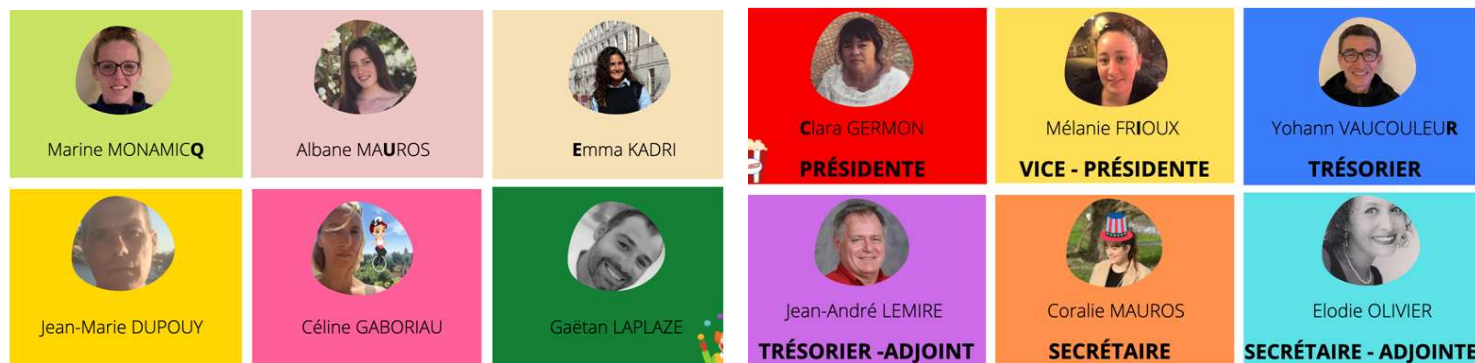 Marine MONAMICQ
Albane MAUROS
Emma KADRI
Clara GERMON
PRÉSIDENTE
Mélanie FRIOUX
VICE - PRÉSIDENTE
Yohann VAUCOULEUR
TRÉSORIER
Jean-Marie DUPOUY
Céline GABORIAU
Gaëtan LAPLAZE
Jean-André LEMIRE
TRÉSORIER -ADJOINT
Coralie MAUROS
SECRÉTAIRE
Elodie OLIVIER
SECRÉTAIRE - ADJOINTE